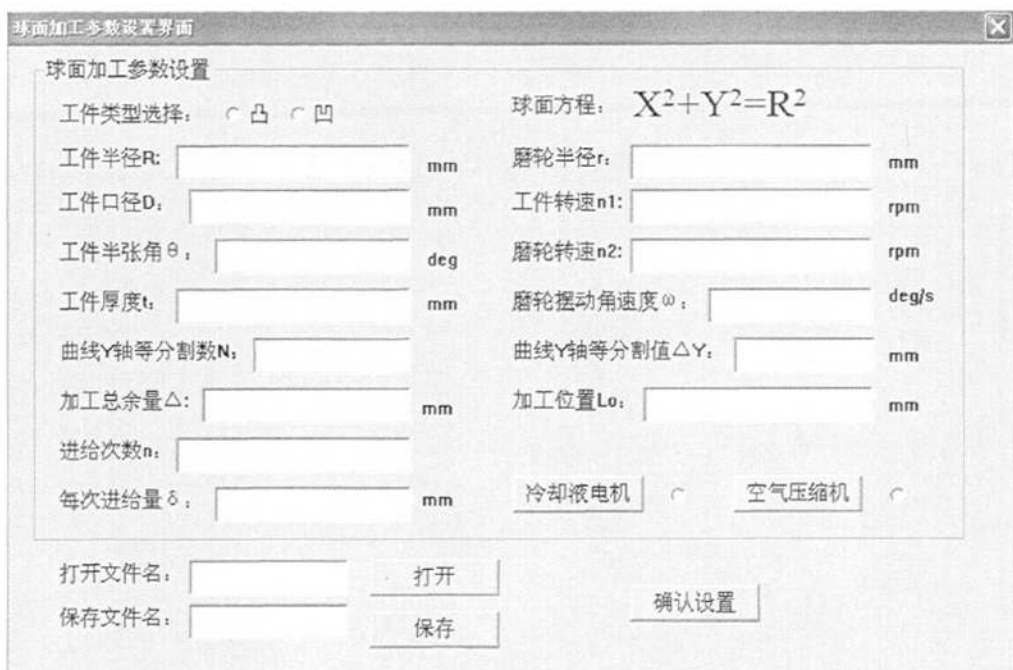 球面加工参数设置界面
球面加工参数设置
工件类型选择: 凸 凹 球面方程: X²+Y²=R²
工件半径R: mm 磨轮半径r: mm
工件口径D: mm 工件转速n1: rpm
工件半张角θ: deg 磨轮转速n2: rpm
工件厚度t: mm 磨轮摆动角速度ω: deg/s
曲线Y轴等分割数N: 曲线Y轴等分割值△Y: mm
加工总余量△: mm 加工位置Lo: mm
进给次数n:
每次进给量δ: mm 冷却液电机 空气压缩机
打开文件名: 打开
保存文件名: 保存 确认设置